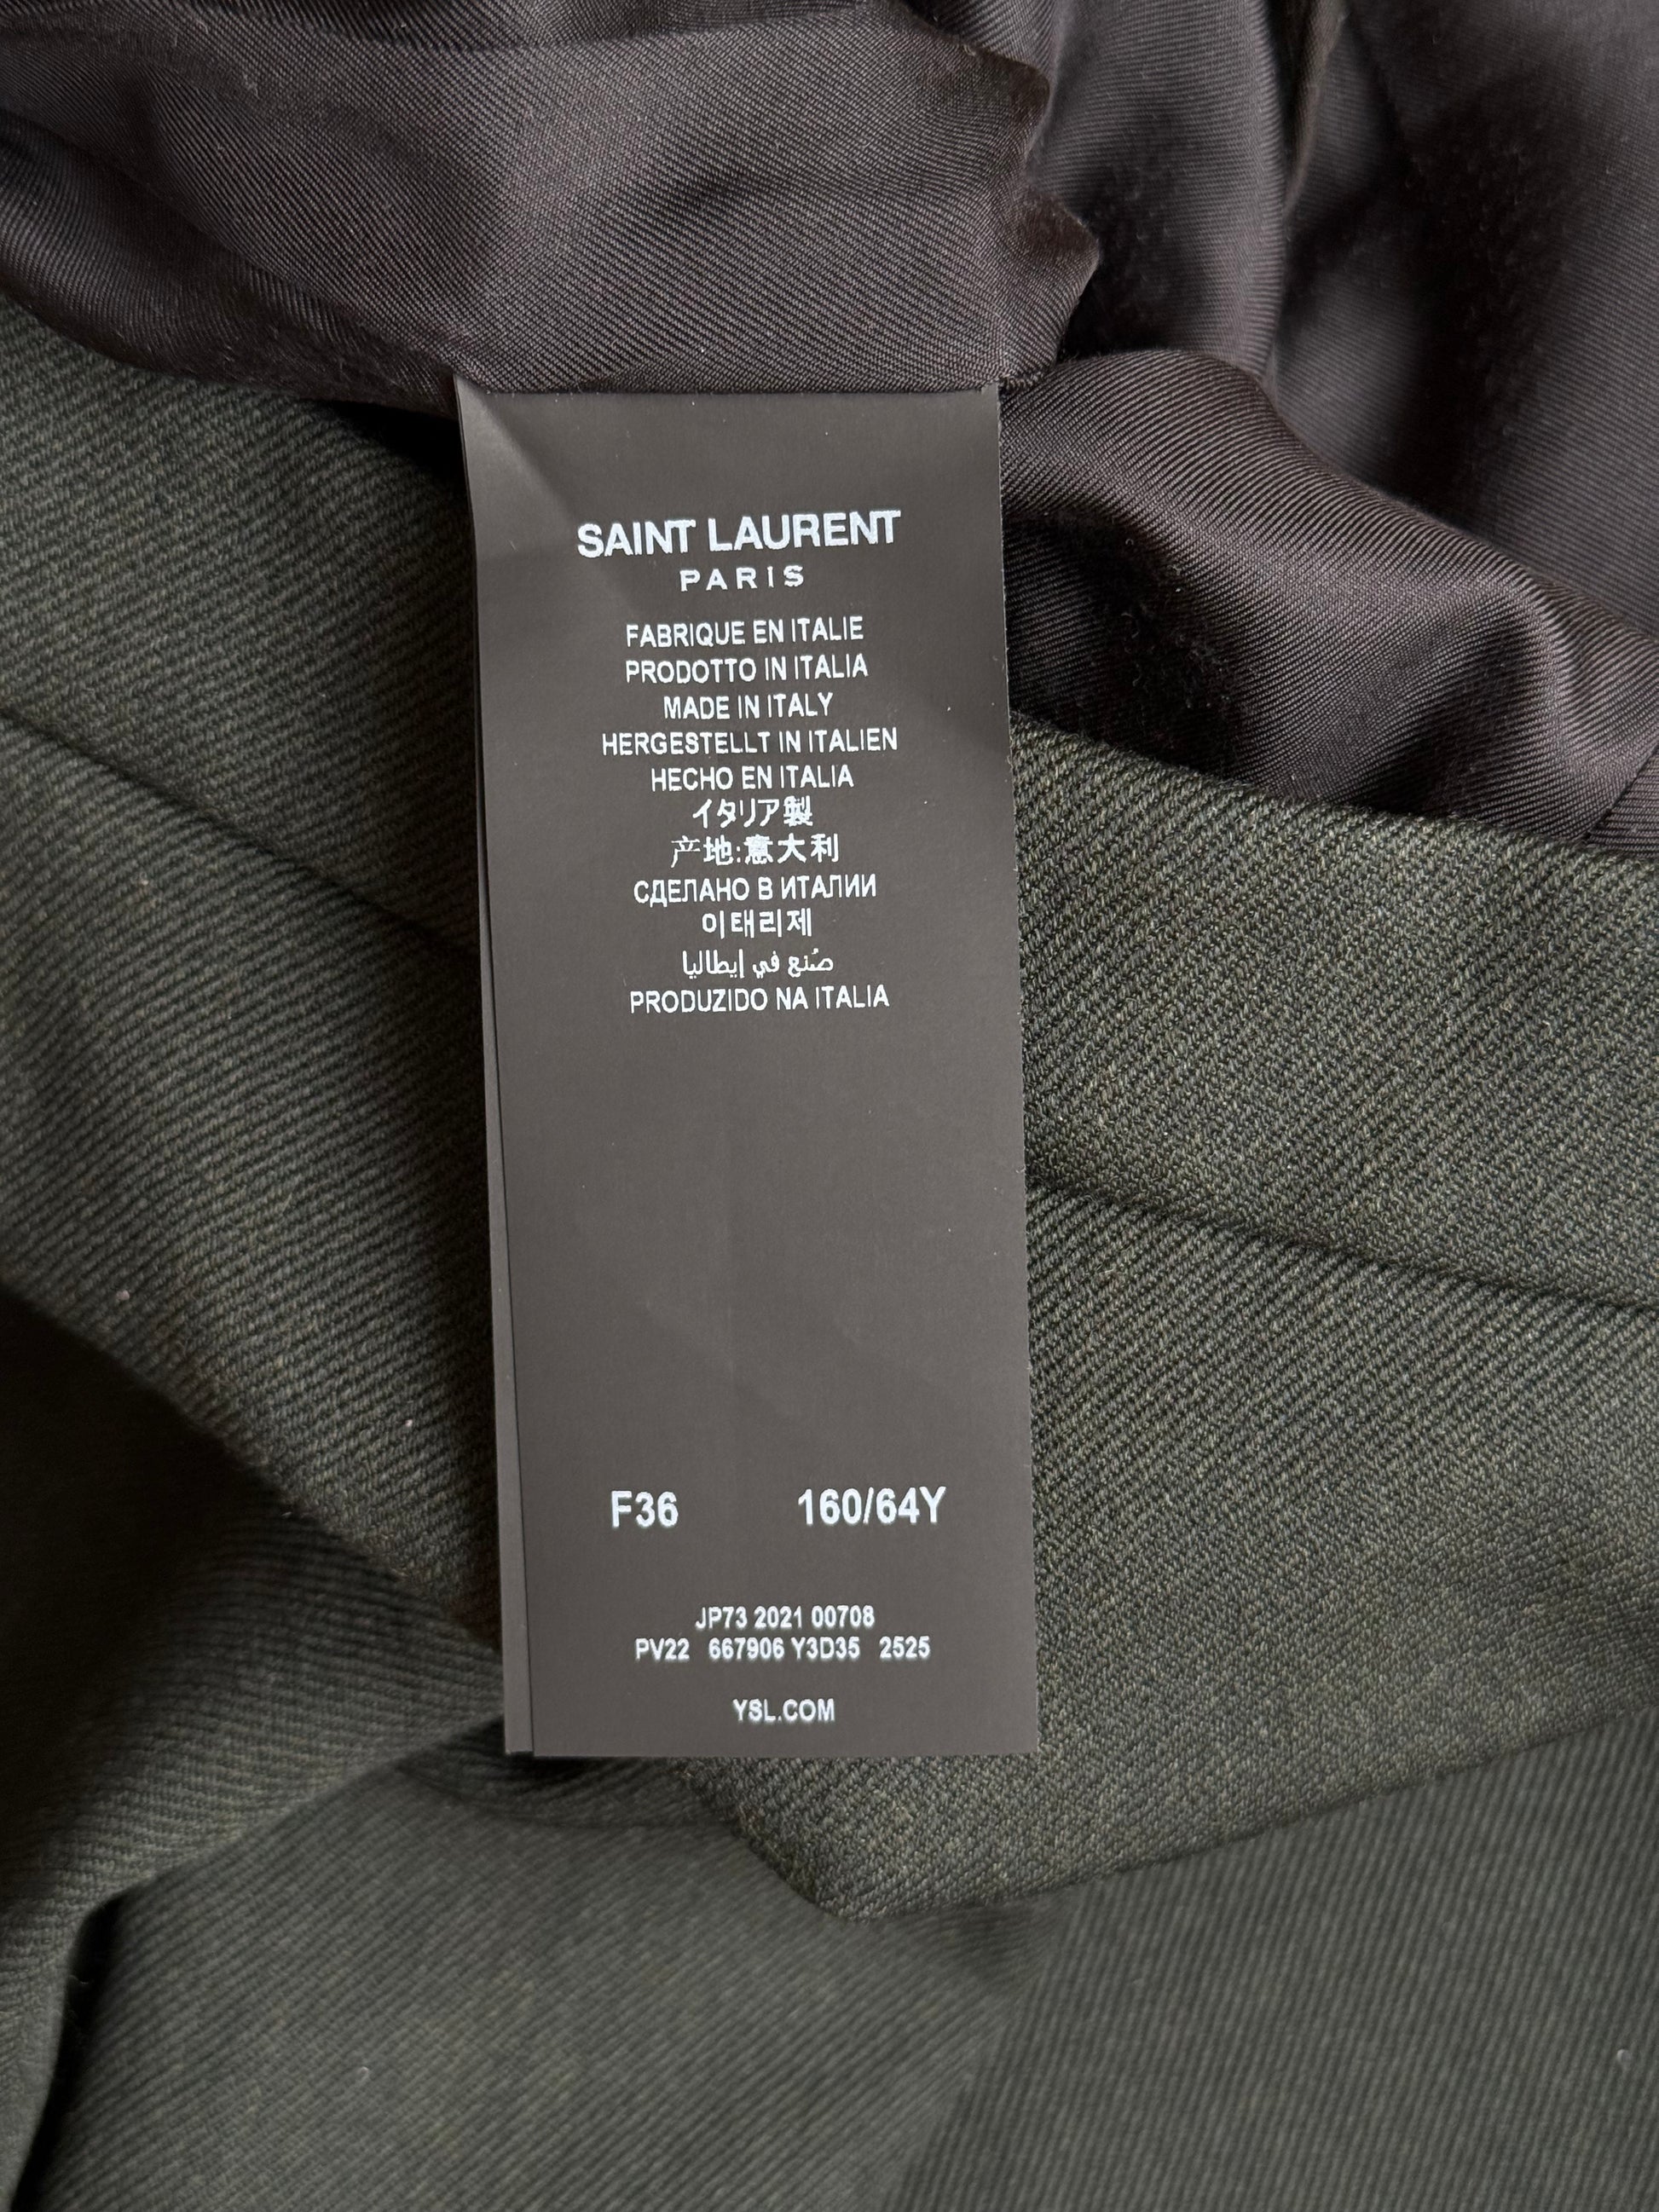 SAINT LAURENT
PARIS
FABRIQUE EN ITALIE
PRODOTTO IN ITALIA
MADE IN ITALY
HERGESTELLT IN ITALIEN
HECHO EN ITALIA
イタリア製
产地:意大利
СДЕЛАНО В ИТАЛИИ
이태리제
صُنع في إيطاليا
PRODUZIDO NA ITALIA
F36 160/64Y
JP73 2021 00708
PV22 667906 Y3D35 2525
YSL.COM